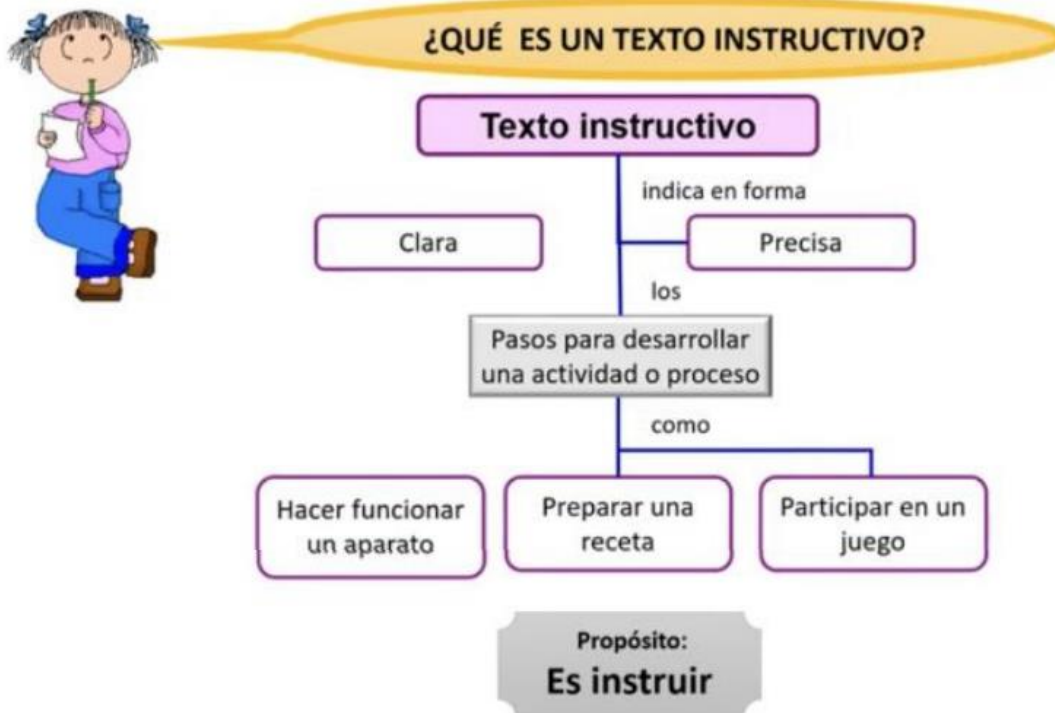 ¿QUÉ ES UN TEXTO INSTRUCTIVO?
Texto instructivo
indica en forma
Clara
Precisa
los
Pasos para desarrollar
una actividad o proceso
como
Hacer funcionar
un aparato
Preparar una
receta
Participar en un
juego
Propósito:
Es instruir